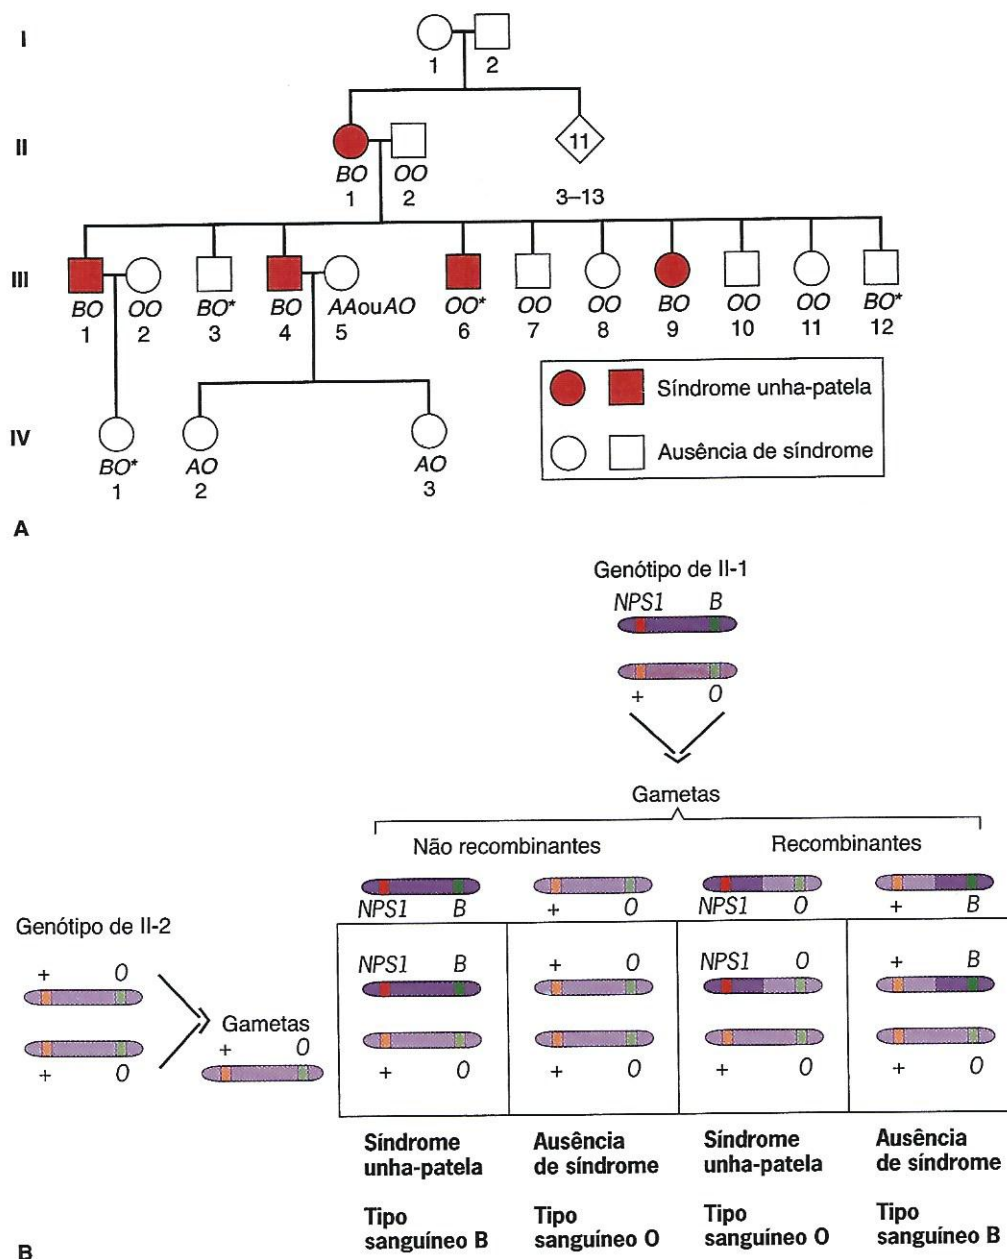 I
1 2
II
11
BO OO
1 2 3–13
III
BO OO BO* BO AAouAO OO* OO OO BO OO OO BO*
1 2 3 4 5 6 7 8 9 10 11 12
Síndrome unha-patela
Ausência de síndrome
IV
BO* AO AO
1 2 3
A
Genótipo de II-1
NPS1 B
+ O
Gametas
Não recombinantes Recombinantes
NPS1 B + O NPS1 O + B
Genótipo de II-2
+ O
+ O
Gametas
+ O
NPS1 B + O NPS1 O + B
+ O + O + O + O
Síndrome unha-patela
Ausência de síndrome
Síndrome unha-patela
Ausência de síndrome
Tipo sanguíneo B
Tipo sanguíneo O
Tipo sanguíneo O
Tipo sanguíneo B
B